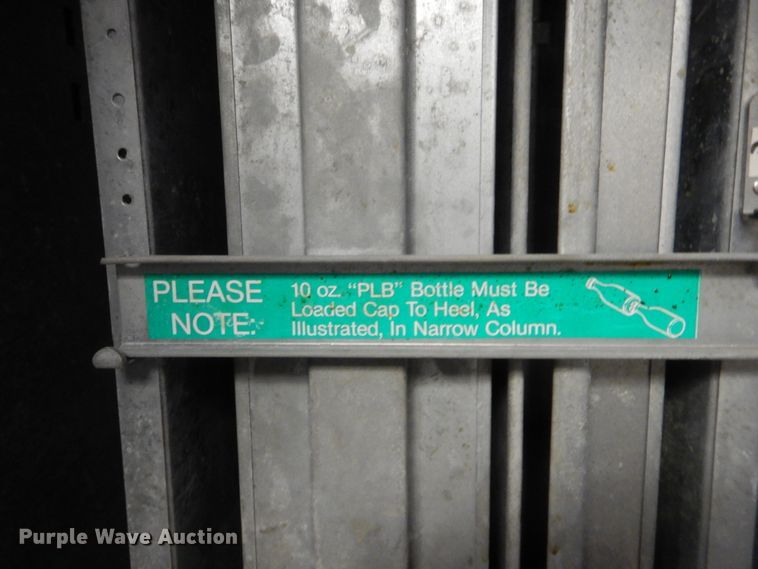 PLEASE
NOTE:
10 oz. "PLB" Bottle Must Be
Loaded Cap To Heel, As
Illustrated, In Narrow Column.
Purple Wave Auction